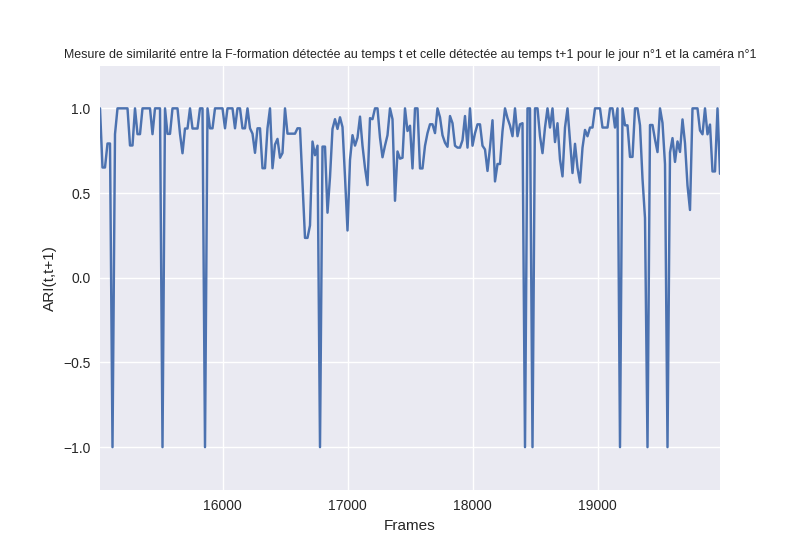 Mesure de similarité entre la F-formation détectée au temps t et celle détectée au temps t+1 pour le jour n°1 et la caméra n°1
1.0
0.5
0.0
−0.5
−1.0
ARI(t,t+1)
16000 17000 18000 19000
Frames